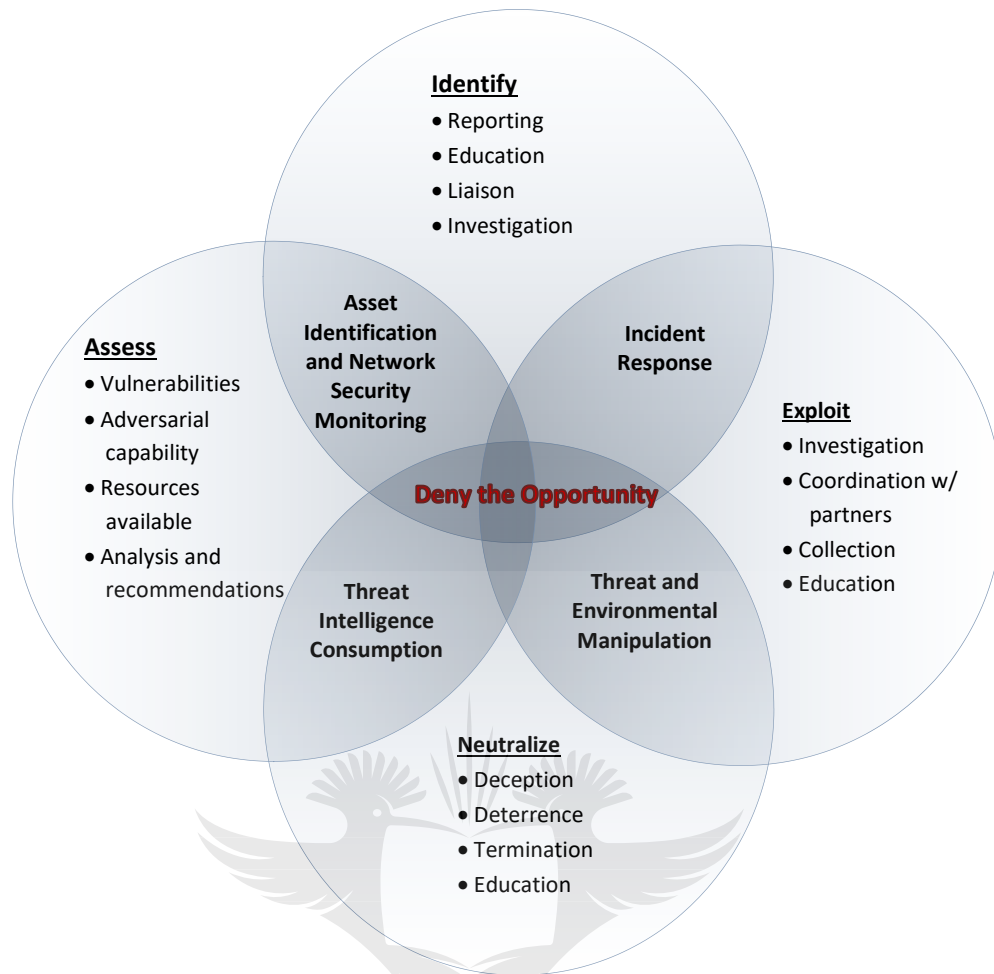 Identify
• Reporting
• Education
• Liaison
• Investigation
Asset
Identification
and Network
Security
Monitoring
Incident
Response
Assess
• Vulnerabilities
• Adversarial
capability
• Resources
available
• Analysis and
recommendations
Exploit
• Investigation
• Coordination w/
partners
• Collection
• Education
Deny the Opportunity
Threat
Intelligence
Consumption
Threat and
Environmental
Manipulation
Neutralize
• Deception
• Deterrence
• Termination
• Education